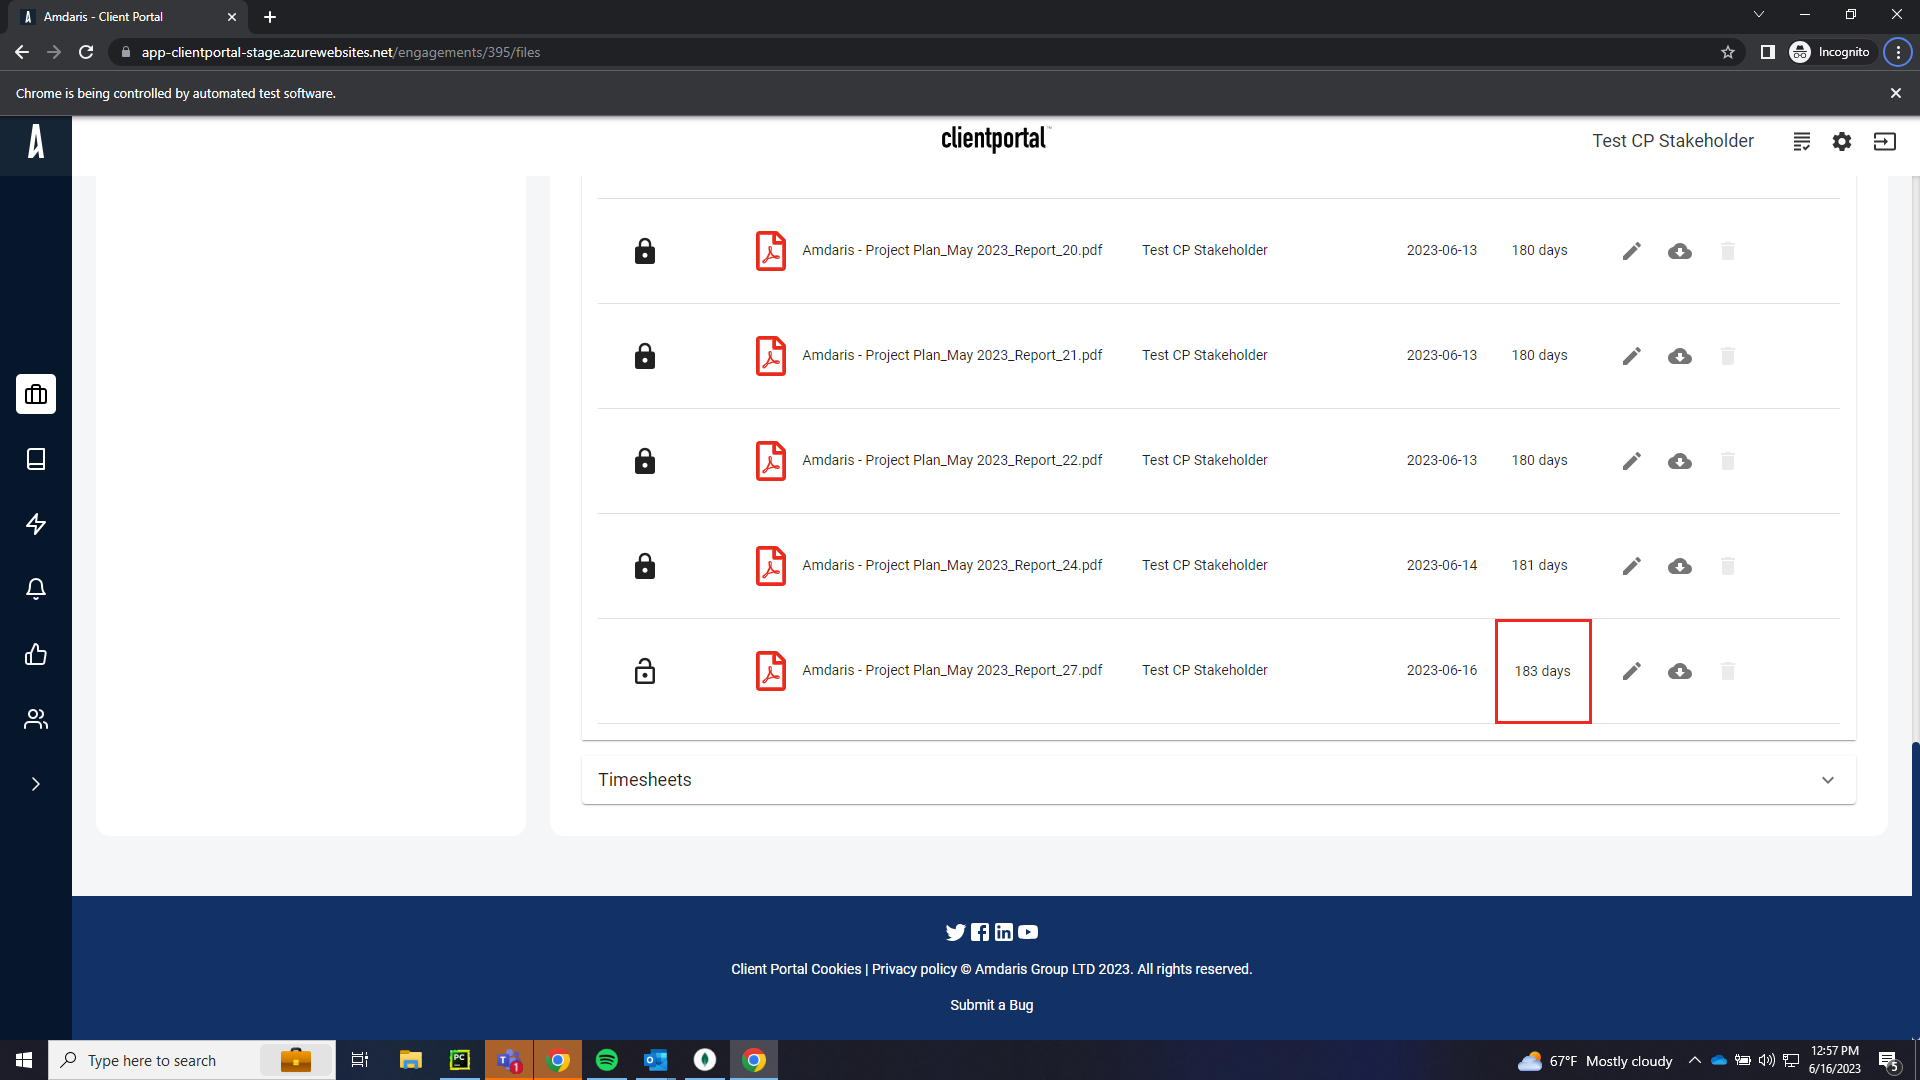 Amdaris - Client Portal
app-clientportal-stage.azurewebsites.net/engagements/395/files
Incognito
Chrome is being controlled by automated test software.
clientportal
Test CP Stakeholder
Amdaris - Project Plan_May 2023_Report_20.pdf Test CP Stakeholder 2023-06-13 180 days
Amdaris - Project Plan_May 2023_Report_21.pdf Test CP Stakeholder 2023-06-13 180 days
Amdaris - Project Plan_May 2023_Report_22.pdf Test CP Stakeholder 2023-06-13 180 days
Amdaris - Project Plan_May 2023_Report_24.pdf Test CP Stakeholder 2023-06-14 181 days
Amdaris - Project Plan_May 2023_Report_27.pdf Test CP Stakeholder 2023-06-16 183 days
Timesheets
Client Portal Cookies | Privacy policy © Amdaris Group LTD 2023. All rights reserved.
Submit a Bug
Type here to search
PC
T
1
67°F Mostly cloudy
12:57 PM
6/16/2023
5